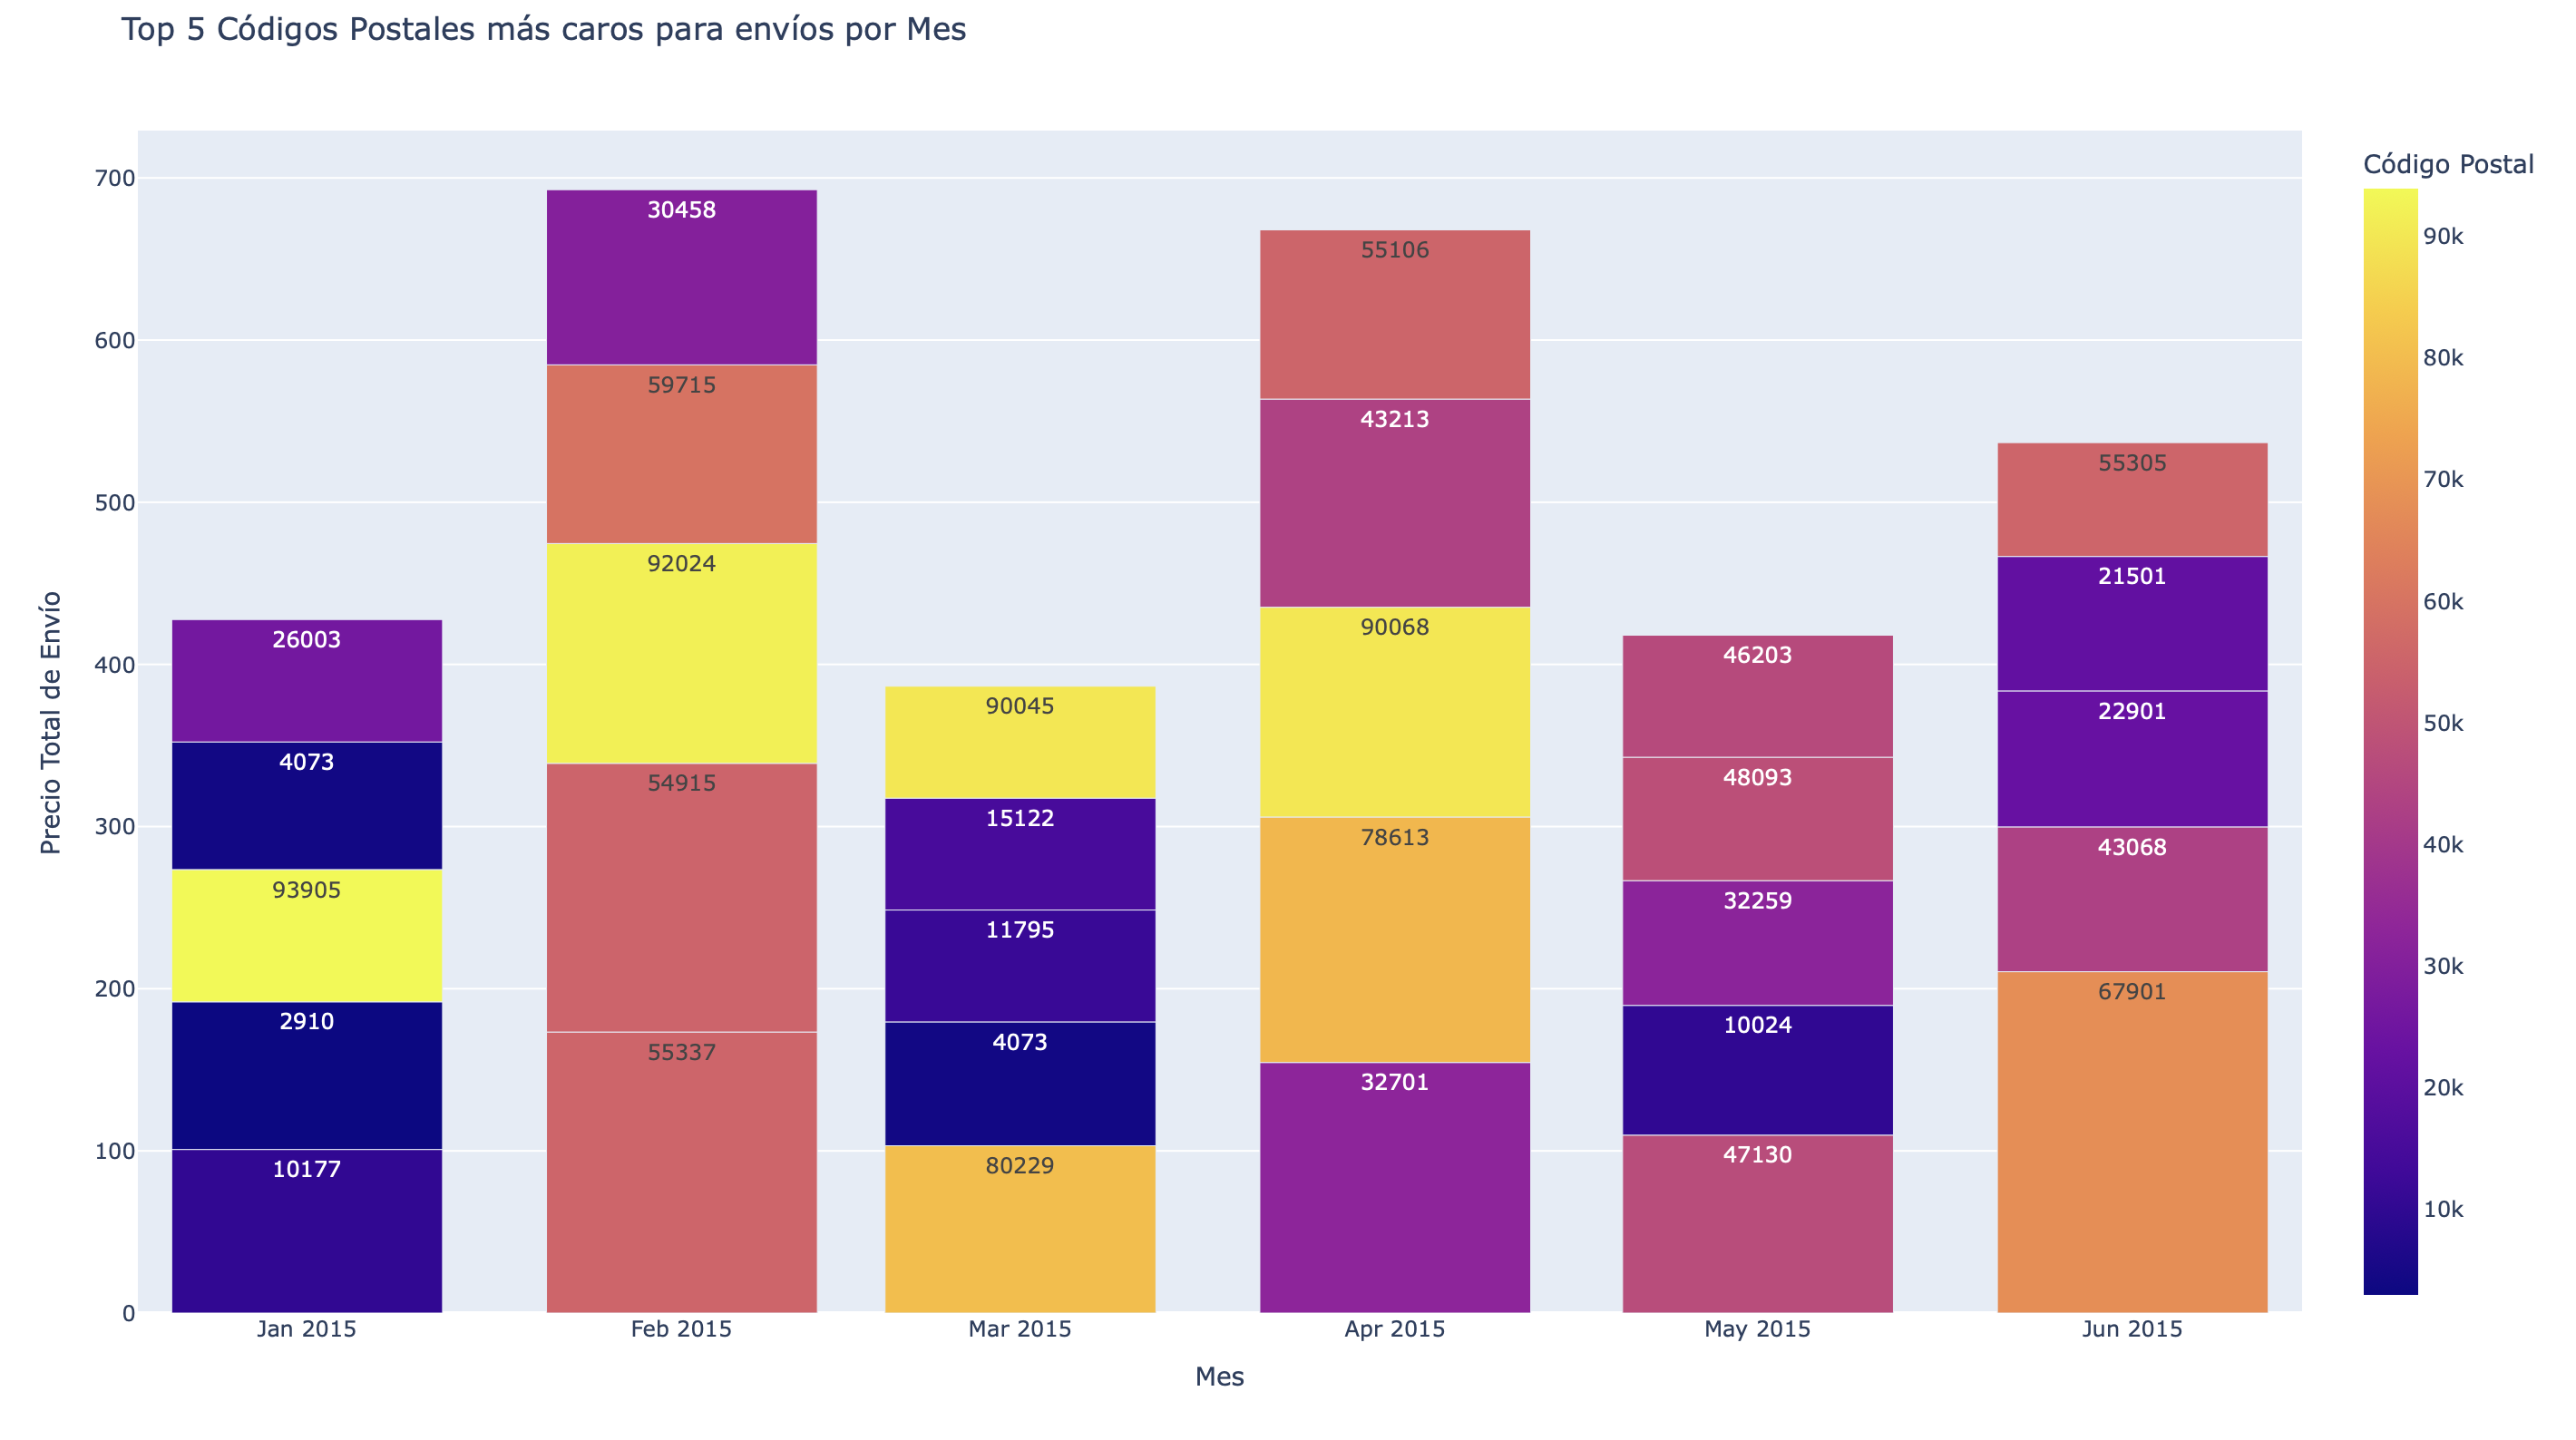 Top 5 Códigos Postales más caros para envíos por Mes
Precio Total de Envío
700
600
500
400
300
200
100
0
26003
4073
93905
2910
10177
30458
59715
92024
54915
55337
90045
15122
11795
4073
80229
55106
43213
90068
78613
32701
46203
48093
32259
10024
47130
55305
21501
22901
43068
67901
Jan 2015
Feb 2015
Mar 2015
Apr 2015
May 2015
Jun 2015
Mes
Código Postal
90k
80k
70k
60k
50k
40k
30k
20k
10k